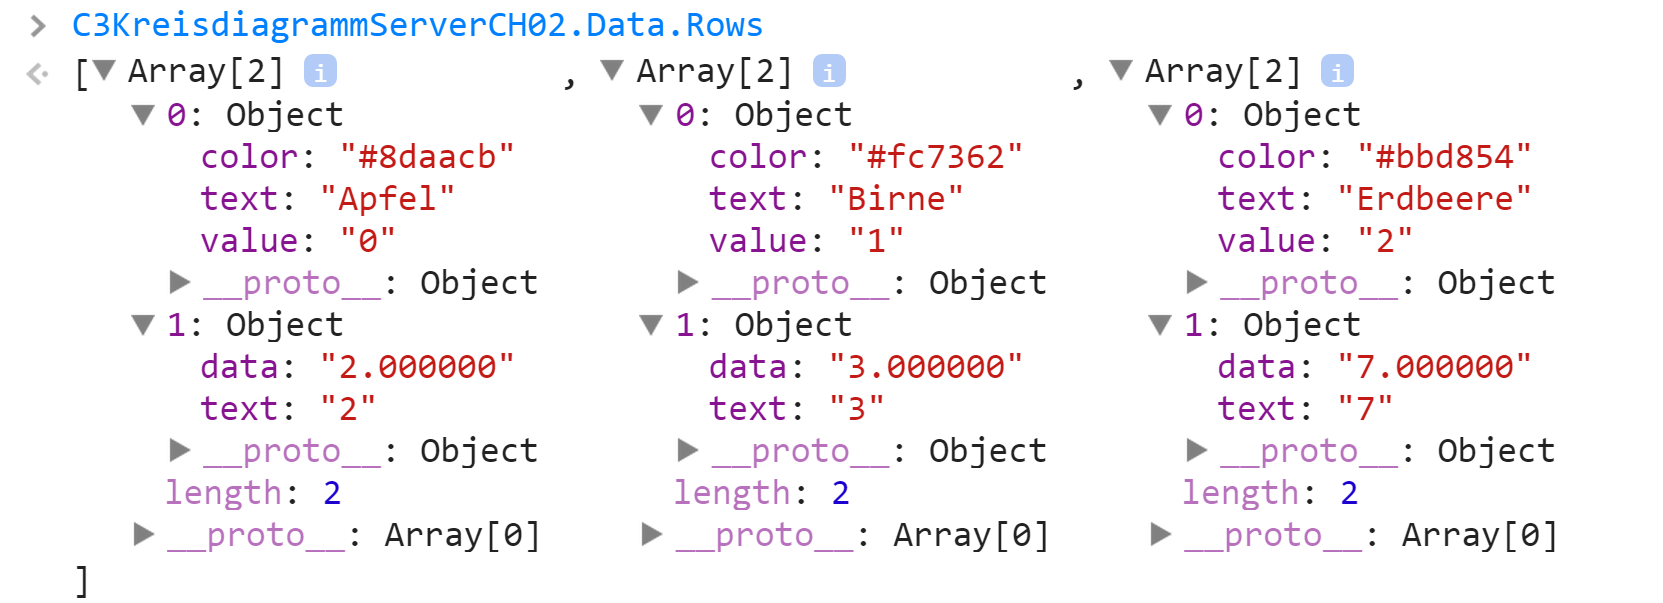 > C3KreisdiagrammServerCH02.Data.Rows
[▼ Array[2] i , ▼ Array[2] i , ▼ Array[2] i
▼ 0: Object ▼ 0: Object ▼ 0: Object
color: "#8daacb" color: "#fc7362" color: "#bbd854"
text: "Apfel" text: "Birne" text: "Erdbeere"
value: "0" value: "1" value: "2"
▶ __proto__: Object ▶ __proto__: Object ▶ __proto__: Object
▼ 1: Object ▼ 1: Object ▼ 1: Object
data: "2.000000" data: "3.000000" data: "7.000000"
text: "2" text: "3" text: "7"
▶ __proto__: Object ▶ __proto__: Object ▶ __proto__: Object
length: 2 length: 2 length: 2
▶ __proto__: Array[0] ▶ __proto__: Array[0] ▶ __proto__: Array[0]
]